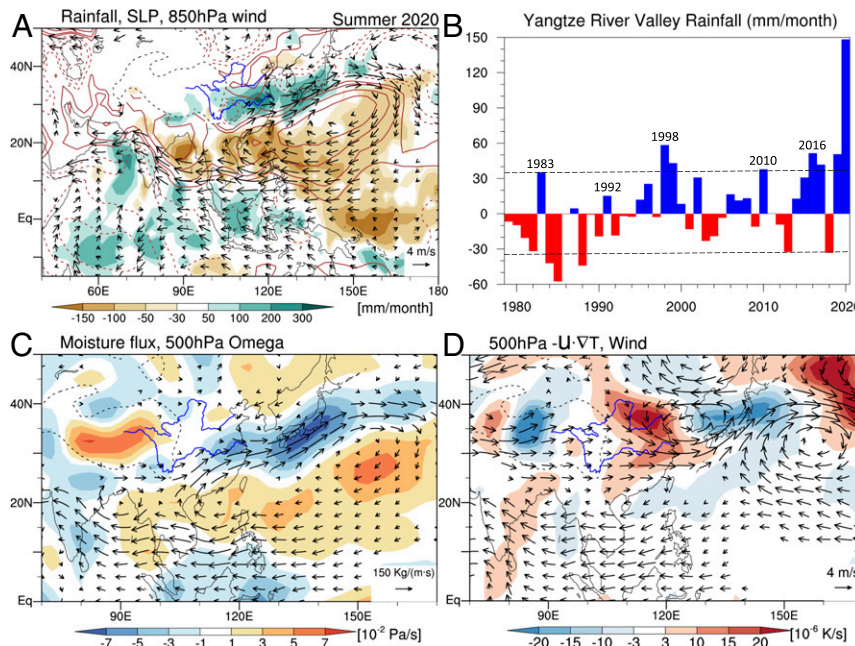 A
Rainfall, SLP, 850hPa wind
Summer 2020
40N
20N
Eq
4 m/s
60E 90E 120E 150E 180
[mm/month]
-150 -100 -50 -30 30 50 100 200 300
B
Yangtze River Valley Rainfall (mm/month)
150
120
90
60
30
0
-30
-60
1983
1992
1998
2010
2016
1980 1990 2000 2010 2020
C
Moisture flux, 500hPa Omega
40N
20N
Eq
150 Kg/(m·s)
90E 120E 150E
-7 -5 -3 -1 1 3 5 7
[10-2 Pa/s]
D
500hPa -U·∇T, Wind
40N
20N
Eq
4 m/s
90E 120E 150E
-20 -15 -10 -3 3 10 15 20
[10-6 K/s]